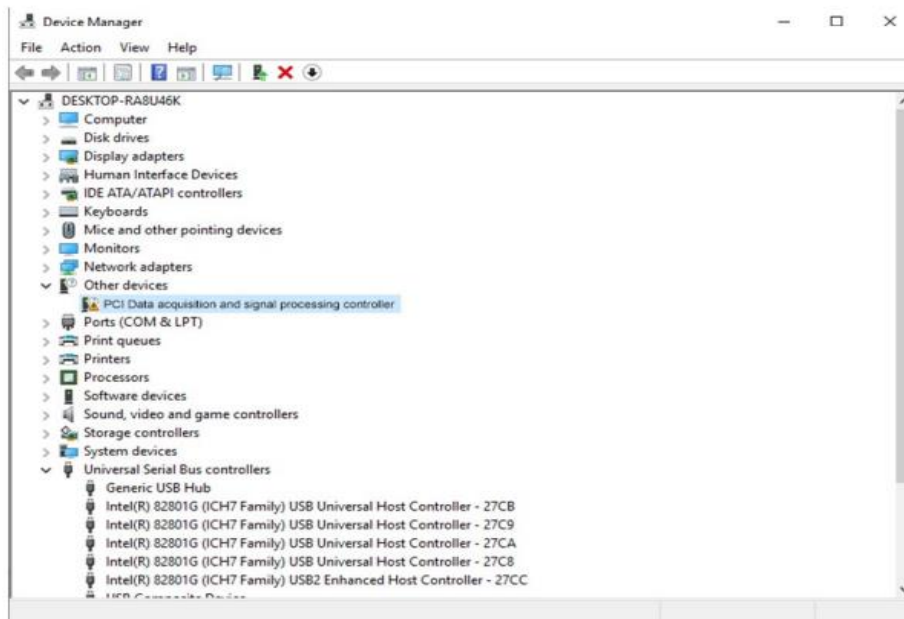 Device Manager
File Action View Help
DESKTOP-RA8U46K
Computer
Disk drives
Display adapters
Human Interface Devices
IDE ATA/ATAPI controllers
Keyboards
Mice and other pointing devices
Monitors
Network adapters
Other devices
PCI Data acquisition and signal processing controller
Ports (COM & LPT)
Print queues
Printers
Processors
Software devices
Sound, video and game controllers
Storage controllers
System devices
Universal Serial Bus controllers
Generic USB Hub
Intel(R) 82801G (ICH7 Family) USB Universal Host Controller - 27CB
Intel(R) 82801G (ICH7 Family) USB Universal Host Controller - 27C9
Intel(R) 82801G (ICH7 Family) USB Universal Host Controller - 27CA
Intel(R) 82801G (ICH7 Family) USB Universal Host Controller - 27C8
Intel(R) 82801G (ICH7 Family) USB2 Enhanced Host Controller - 27CC
USB Composite Device